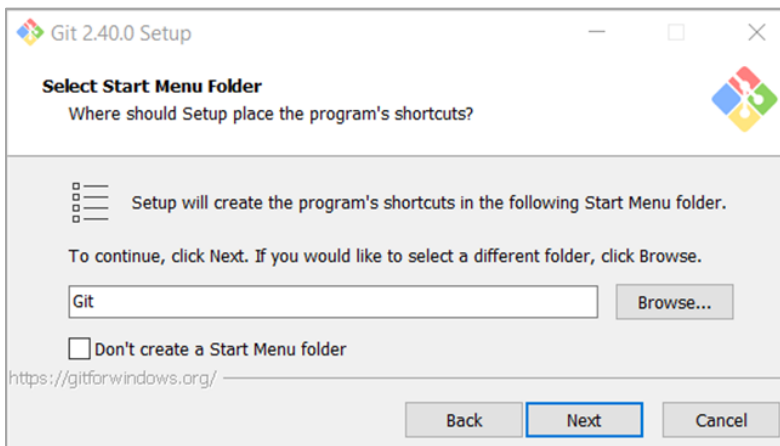 Git 2.40.0 Setup
Select Start Menu Folder
Where should Setup place the program's shortcuts?
Setup will create the program's shortcuts in the following Start Menu folder.
To continue, click Next. If you would like to select a different folder, click Browse.
Git
Browse...
Don't create a Start Menu folder
https://gitforwindows.org/
Back
Next
Cancel